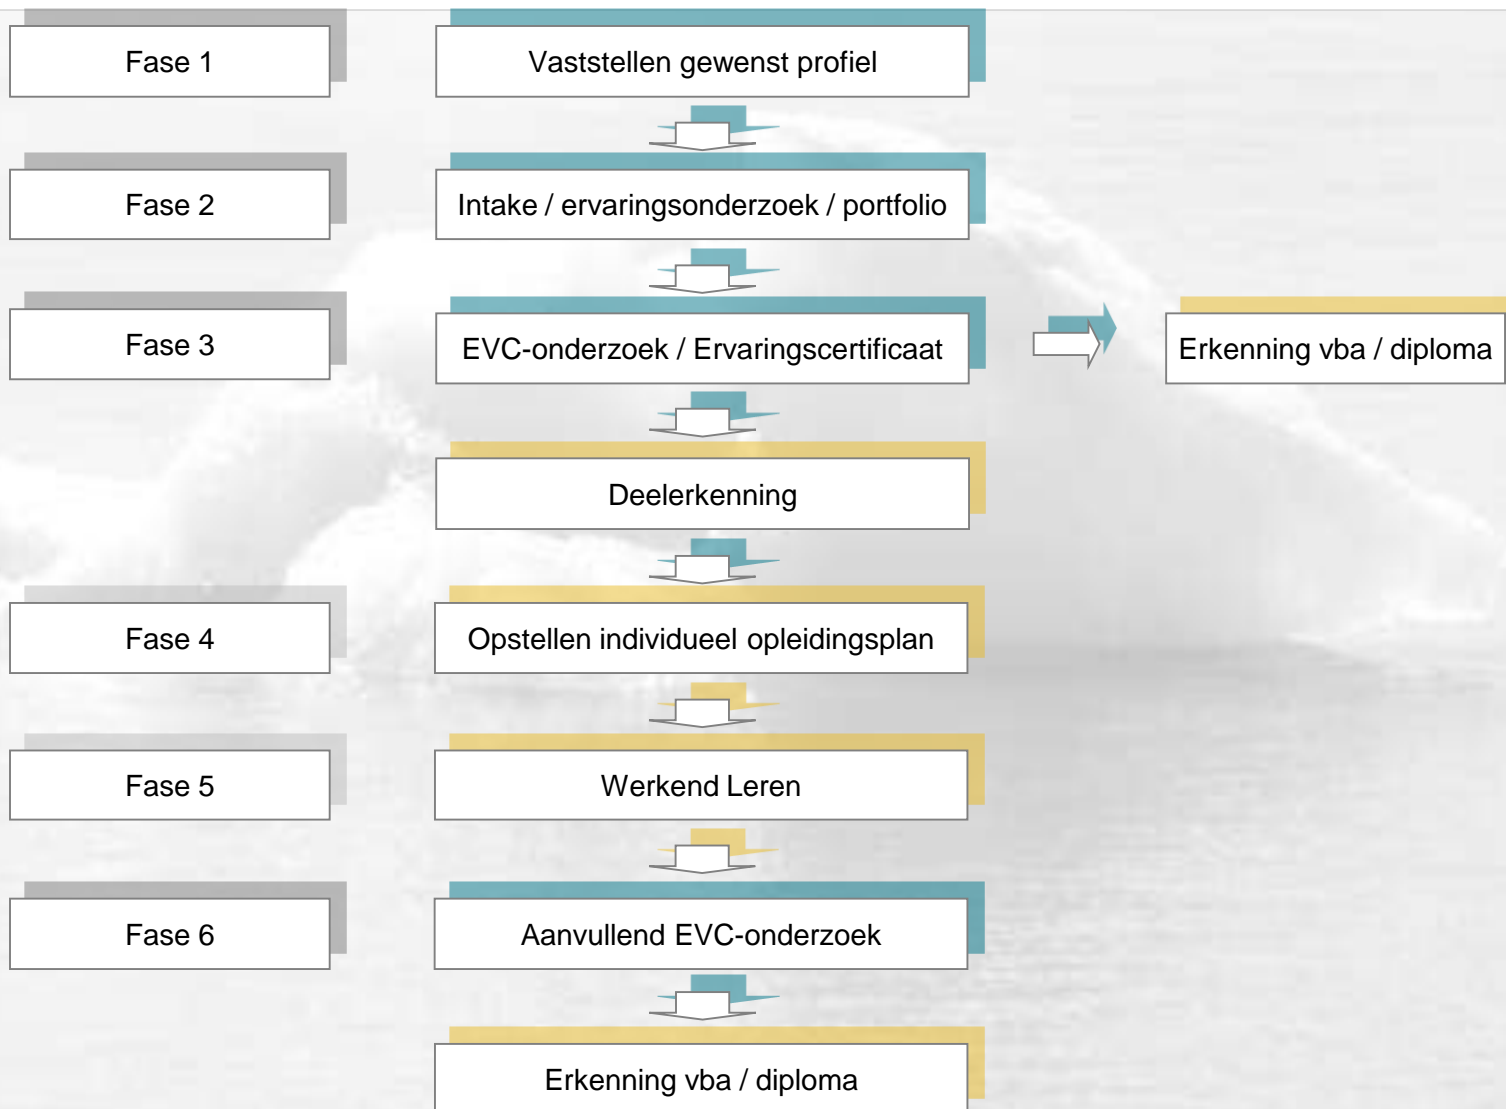 Fase 1
Vaststellen gewenst profiel
Fase 2
Intake / ervaringsonderzoek / portfolio
Fase 3
EVC-onderzoek / Ervaringscertificaat
Erkenning vba / diploma
Deelerkenning
Fase 4
Opstellen individueel opleidingsplan
Fase 5
Werkend Leren
Fase 6
Aanvullend EVC-onderzoek
Erkenning vba / diploma